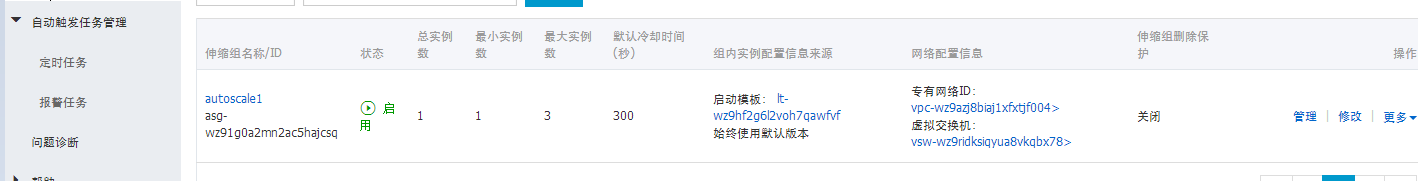 自动触发任务管理
定时任务
报警任务
问题诊断
帮助
伸缩组名称/ID
状态
总实例
数
最小实例
数
最大实例
数
默认冷却时间
（秒）
组内实例配置信息来源
网络配置信息
伸缩组删除保
护
操作
autoscale1
asg-
wz91g0a2mn2ac5hajcsq
启
用
1
1
3
300
启动模板： lt-
wz9hf2g6l2voh7qawfvf
始终使用默认版本
专有网络ID：
vpc-wz9azj8biaj1xfxtjf004>
虚拟交换机：
vsw-wz9ridksiqyua8vkqbx78>
关闭
管理 | 修改 | 更多